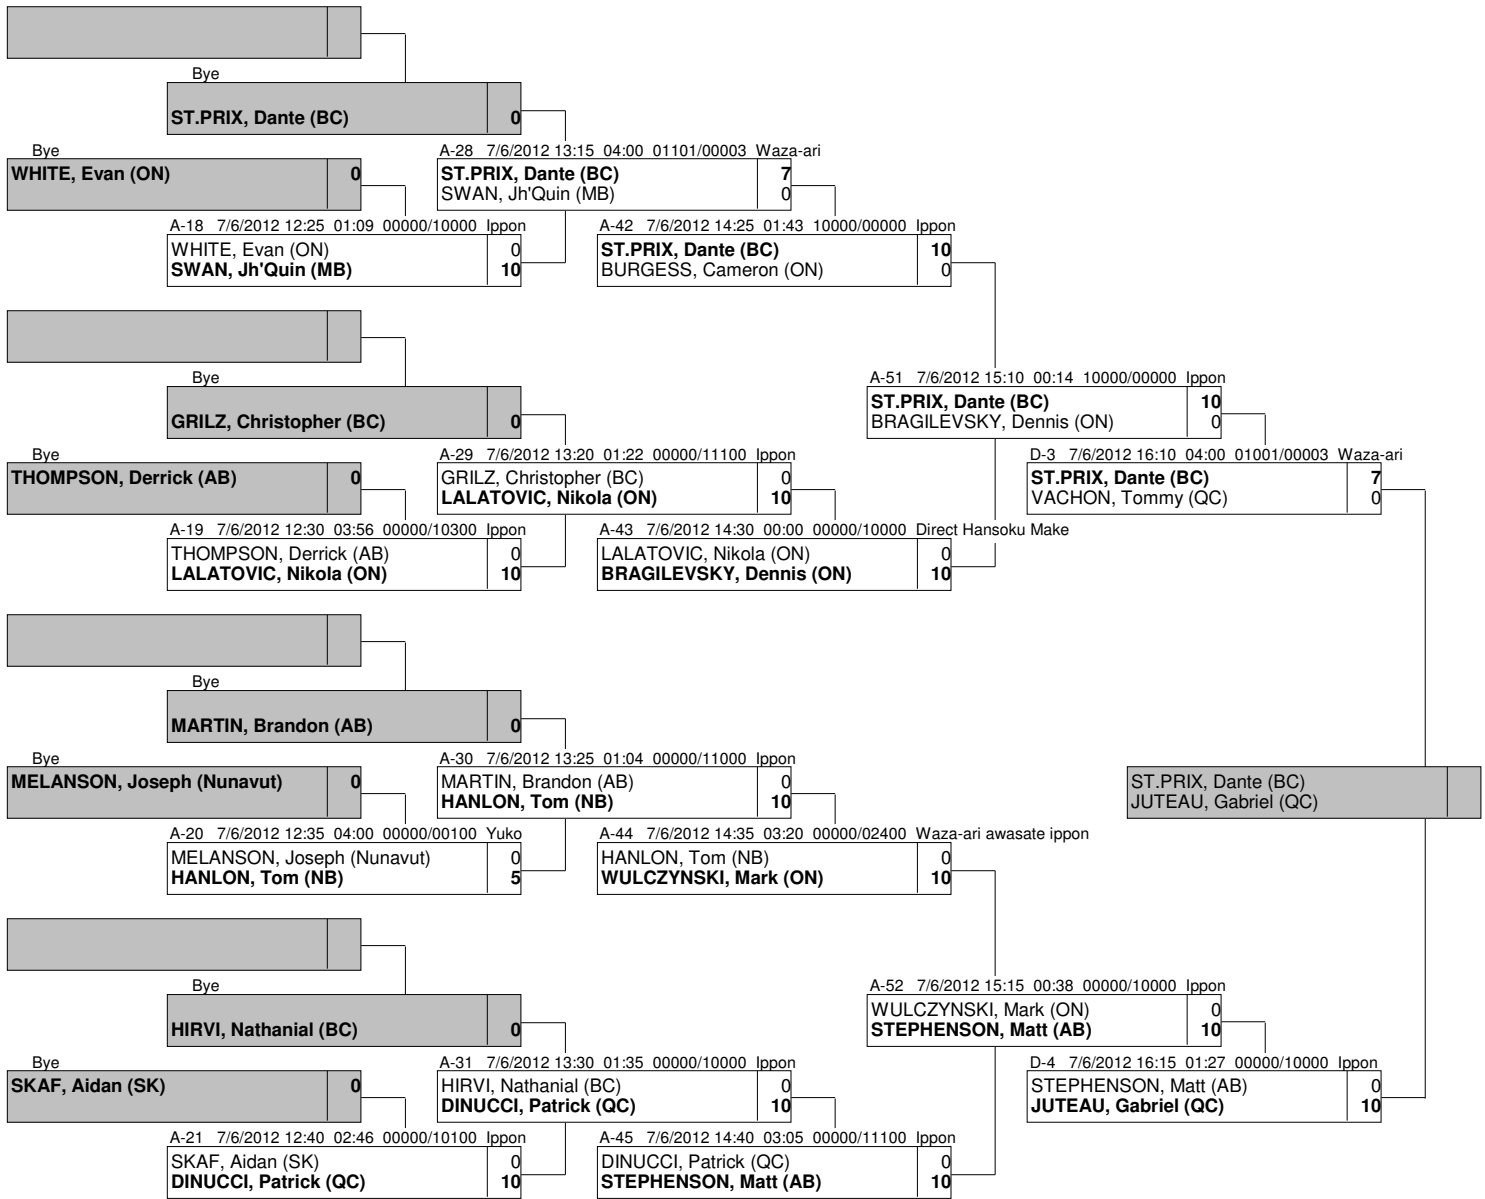 Bye
ST.PRIX, Dante (BC) 0
Bye
WHITE, Evan (ON) 0
A-28 7/6/2012 13:15 04:00 01101/00003 Waza-ari
ST.PRIX, Dante (BC) 7
SWAN, Jh'Quin (MB) 0
A-18 7/6/2012 12:25 01:09 00000/10000 Ippon
WHITE, Evan (ON) 0
SWAN, Jh'Quin (MB) 10
A-42 7/6/2012 14:25 01:43 10000/00000 Ippon
ST.PRIX, Dante (BC) 10
BURGESS, Cameron (ON) 0
Bye
GRILZ, Christopher (BC) 0
A-51 7/6/2012 15:10 00:14 10000/00000 Ippon
ST.PRIX, Dante (BC) 10
BRAGILEVSKY, Dennis (ON) 0
Bye
THOMPSON, Derrick (AB) 0
A-29 7/6/2012 13:20 01:22 00000/11100 Ippon
GRILZ, Christopher (BC) 0
LALATOVIC, Nikola (ON) 10
D-3 7/6/2012 16:10 04:00 01001/00003 Waza-ari
ST.PRIX, Dante (BC) 7
VACHON, Tommy (QC) 0
A-19 7/6/2012 12:30 03:56 00000/10300 Ippon
THOMPSON, Derrick (AB) 0
LALATOVIC, Nikola (ON) 10
A-43 7/6/2012 14:30 00:00 00000/10000 Direct Hansoku Make
LALATOVIC, Nikola (ON) 0
BRAGILEVSKY, Dennis (ON) 10
Bye
MARTIN, Brandon (AB) 0
Bye
MELANSON, Joseph (Nunavut) 0
A-30 7/6/2012 13:25 01:04 00000/11000 Ippon
MARTIN, Brandon (AB) 0
HANLON, Tom (NB) 10
ST.PRIX, Dante (BC)
JUTEAU, Gabriel (QC)
A-20 7/6/2012 12:35 04:00 00000/00100 Yuko
MELANSON, Joseph (Nunavut) 0
HANLON, Tom (NB) 5
A-44 7/6/2012 14:35 03:20 00000/02400 Waza-ari awasate ippon
HANLON, Tom (NB) 0
WULCZYNSKI, Mark (ON) 10
Bye
HIRVI, Nathanial (BC) 0
A-52 7/6/2012 15:15 00:38 00000/10000 Ippon
WULCZYNSKI, Mark (ON) 0
STEPHENSON, Matt (AB) 10
Bye
SKAF, Aidan (SK) 0
A-31 7/6/2012 13:30 01:35 00000/10000 Ippon
HIRVI, Nathanial (BC) 0
DINUCCI, Patrick (QC) 10
D-4 7/6/2012 16:15 01:27 00000/10000 Ippon
STEPHENSON, Matt (AB) 0
JUTEAU, Gabriel (QC) 10
A-21 7/6/2012 12:40 02:46 00000/10100 Ippon
SKAF, Aidan (SK) 0
DINUCCI, Patrick (QC) 10
A-45 7/6/2012 14:40 03:05 00000/11100 Ippon
DINUCCI, Patrick (QC) 0
STEPHENSON, Matt (AB) 10